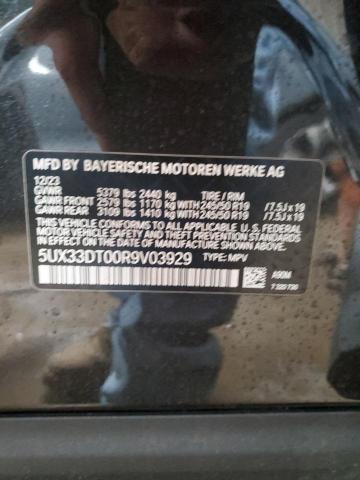 MFD BY BAYERISCHE MOTOREN WERKE AG
12/23
GVWR 5379 lbs 2440 kg TIRE / RIM
GAWR FRONT 2579 lbs 1170 kg WITH 245/50 R19 /7.5J x 19
GAWR REAR 3109 lbs 1410 kg WITH 245/50 R19 /7.5J x 19
THIS VEHICLE CONFORMS TO ALL APPLICABLE U.S. FEDERAL
MOTOR VEHICLE SAFETY, BUMPER, AND THEFT PREVENTION
STANDARDS IN EFFECT ON THE DATE OF MANUFACTURE SHOWN ABOVE.
5UX33DT00R9V03929 TYPE: MPV
A90M